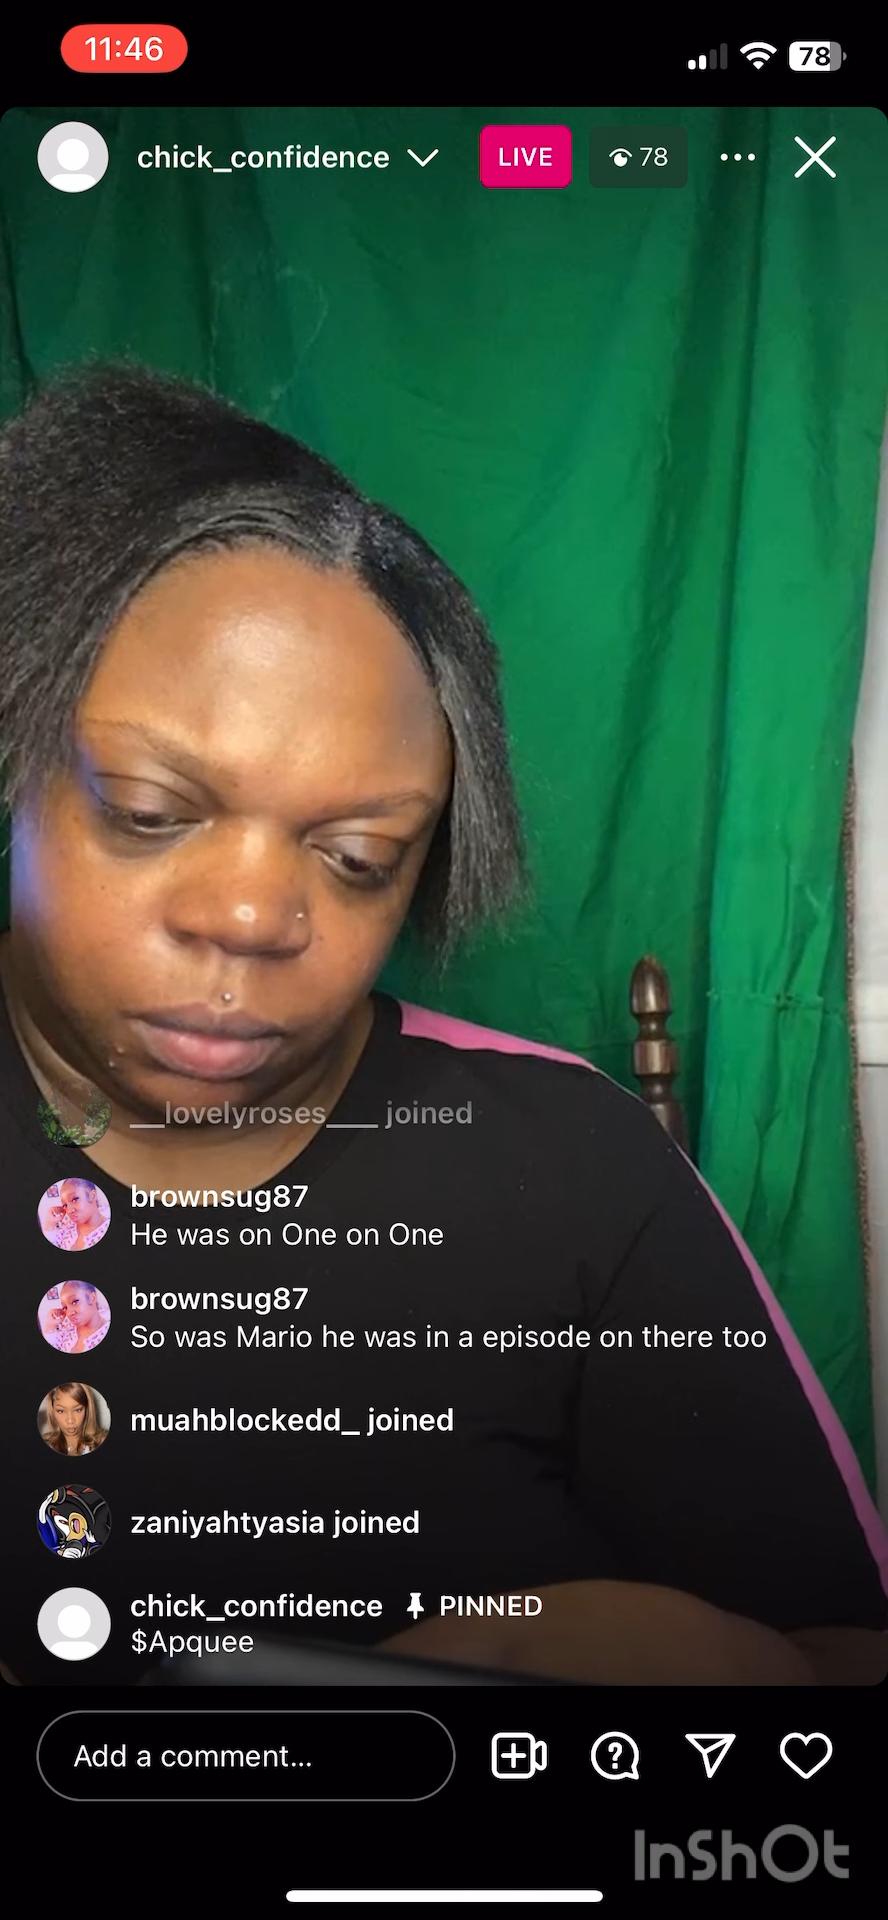 11:46
78
chick_confidence
LIVE
78
__lovelyroses___ joined
brownsug87
He was on One on One
brownsug87
So was Mario he was in a episode on there too
muahblockedd_ joined
zaniyahtyasia joined
chick_confidence PINNED
$Apquee
Add a comment...
InShOt